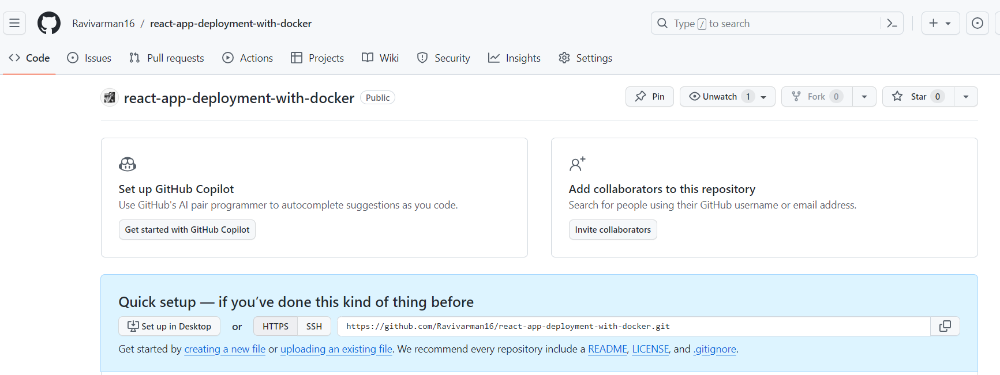 Ravivarman16 / react-app-deployment-with-docker
Type / to search
Code Issues Pull requests Actions Projects Wiki Security Insights Settings
react-app-deployment-with-docker Public
Pin Unwatch 1 Fork 0 Star 0
Set up GitHub Copilot
Use GitHub's AI pair programmer to autocomplete suggestions as you code.
Get started with GitHub Copilot
Add collaborators to this repository
Search for people using their GitHub username or email address.
Invite collaborators
Quick setup — if you’ve done this kind of thing before
Set up in Desktop or HTTPS SSH https://github.com/Ravivarman16/react-app-deployment-with-docker.git
Get started by creating a new file or uploading an existing file. We recommend every repository include a README, LICENSE, and .gitignore.